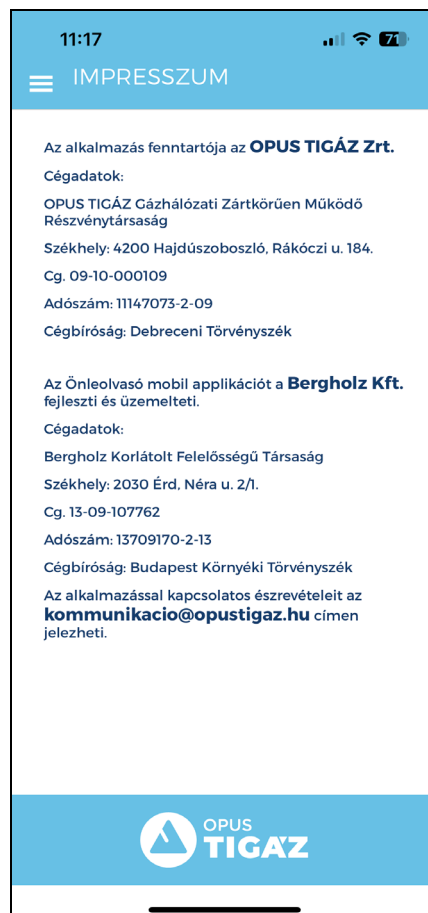 11:17
71
IMPRESSZUM
Az alkalmazás fenntartója az OPUS TIGÁZ Zrt.
Cégadatok:
OPUS TIGÁZ Gázhálózati Zártkörűen Működő
Részvénytársaság
Székhely: 4200 Hajdúszoboszló, Rákóczi u. 184.
Cg. 09-10-000109
Adószám: 11147073-2-09
Cégbíróság: Debreceni Törvényszék
Az Önleolvasó mobil applikációt a Bergholz Kft.
fejleszti és üzemelteti.
Cégadatok:
Bergholz Korlátolt Felelősségű Társaság
Székhely: 2030 Érd, Néra u. 2/1.
Cg. 13-09-107762
Adószám: 13709170-2-13
Cégbíróság: Budapest Környéki Törvényszék
Az alkalmazással kapcsolatos észrevételeit az
kommunikacio@opustigaz.hu címen
jelezheti.
OPUS
TIGÁZ